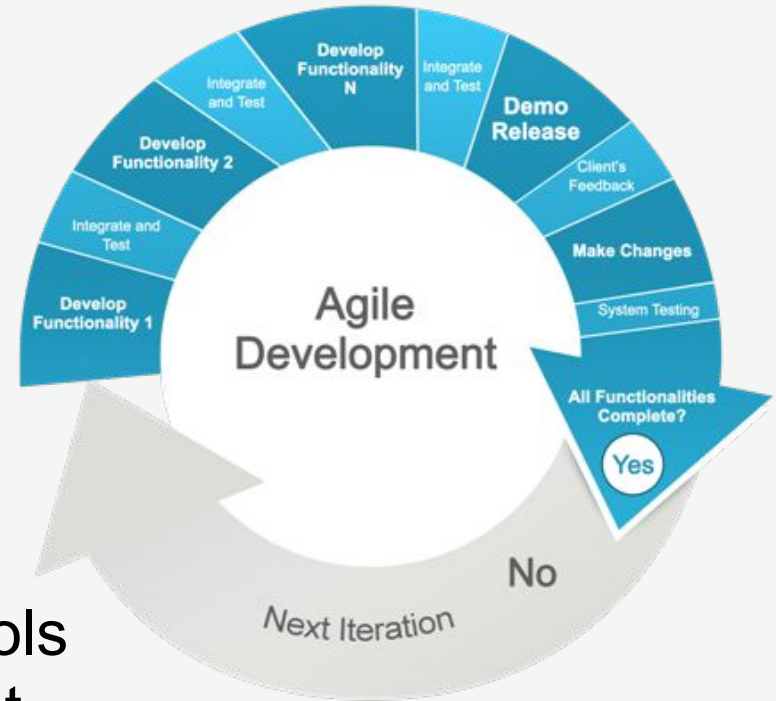 Develop
Functionality 1
Integrate and
Test
Develop
Functionality 2
Integrate
and Test
Develop
Functionality
N
Integrate
and Test
Demo
Release
Client's
Feedback
Make Changes
System Testing
All Functionalities
Complete?
Yes
No
Next Iteration
Agile
Development
ols